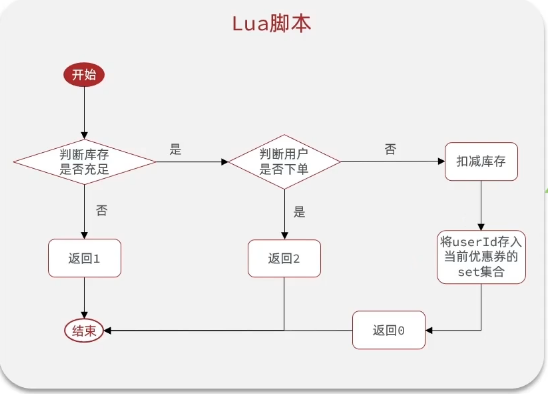 Lua脚本
开始
判断库存
是否充足
是
判断用户
是否下单
否
扣减库存
否
是
返回1
返回2
将userId存入
当前优惠券的
set集合
结束
返回0